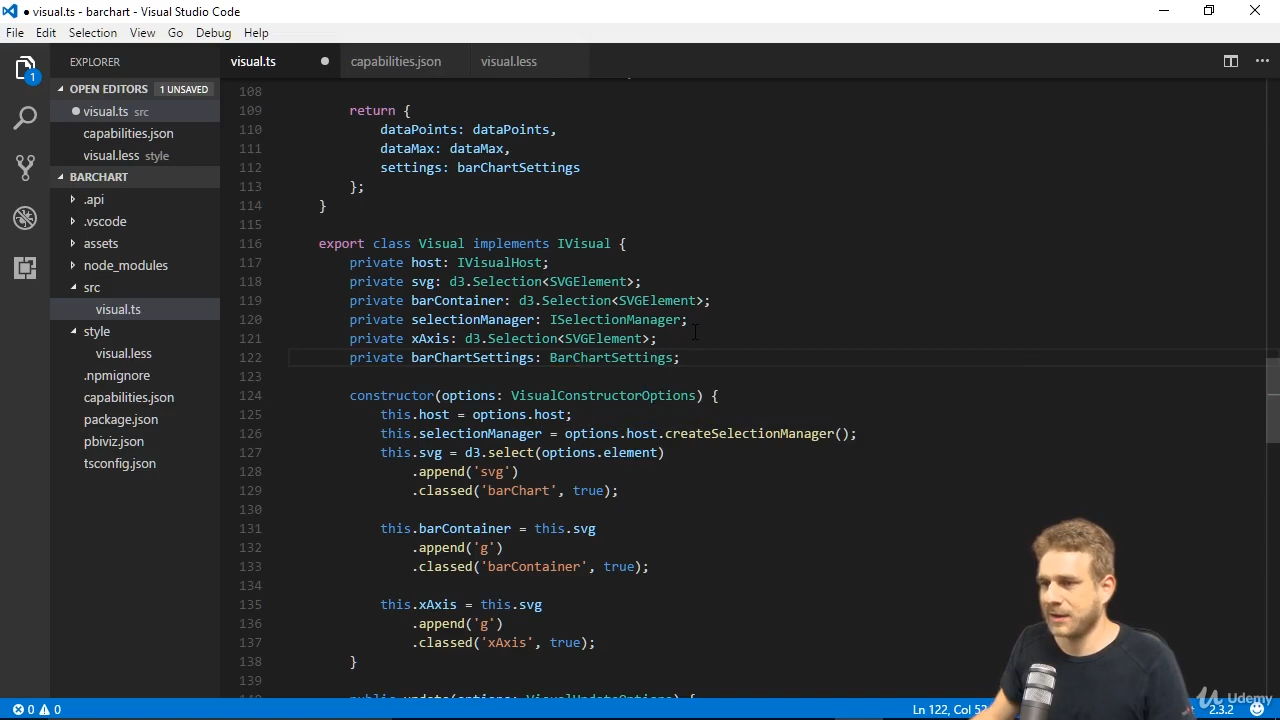 visual.ts - barchart - Visual Studio Code
File Edit Selection View Go Debug Help
EXPLORER
visual.ts
capabilities.json
visual.less
OPEN EDITORS 1 UNSAVED
visual.ts src
capabilities.json
visual.less style
BARCHART
.api
.vscode
assets
node_modules
src
visual.ts
style
visual.less
.npmignore
capabilities.json
package.json
pbiviz.json
tsconfig.json
1
108
109 return {
110 dataPoints: dataPoints,
111 dataMax: dataMax,
112 settings: barChartSettings
113 };
114 }
115
116 export class Visual implements IVisual {
117 private host: IVisualHost;
118 private svg: d3.Selection<SVGElement>;
119 private barContainer: d3.Selection<SVGElement>;
120 private selectionManager: ISelectionManager;
121 private xAxis: d3.Selection<SVGElement>;
122 private barChartSettings: BarChartSettings;
123
124 constructor(options: VisualConstructorOptions) {
125 this.host = options.host;
126 this.selectionManager = options.host.createSelectionManager();
127 this.svg = d3.select(options.element)
128 .append('svg')
129 .classed('barChart', true);
130
131 this.barContainer = this.svg
132 .append('g')
133 .classed('barContainer', true);
134
135 this.xAxis = this.svg
136 .append('g')
137 .classed('xAxis', true);
138 }
139
public update(options: VisualUpdateOptions) {
0 0
Ln 122, Col 52
2.3.2
Udemy